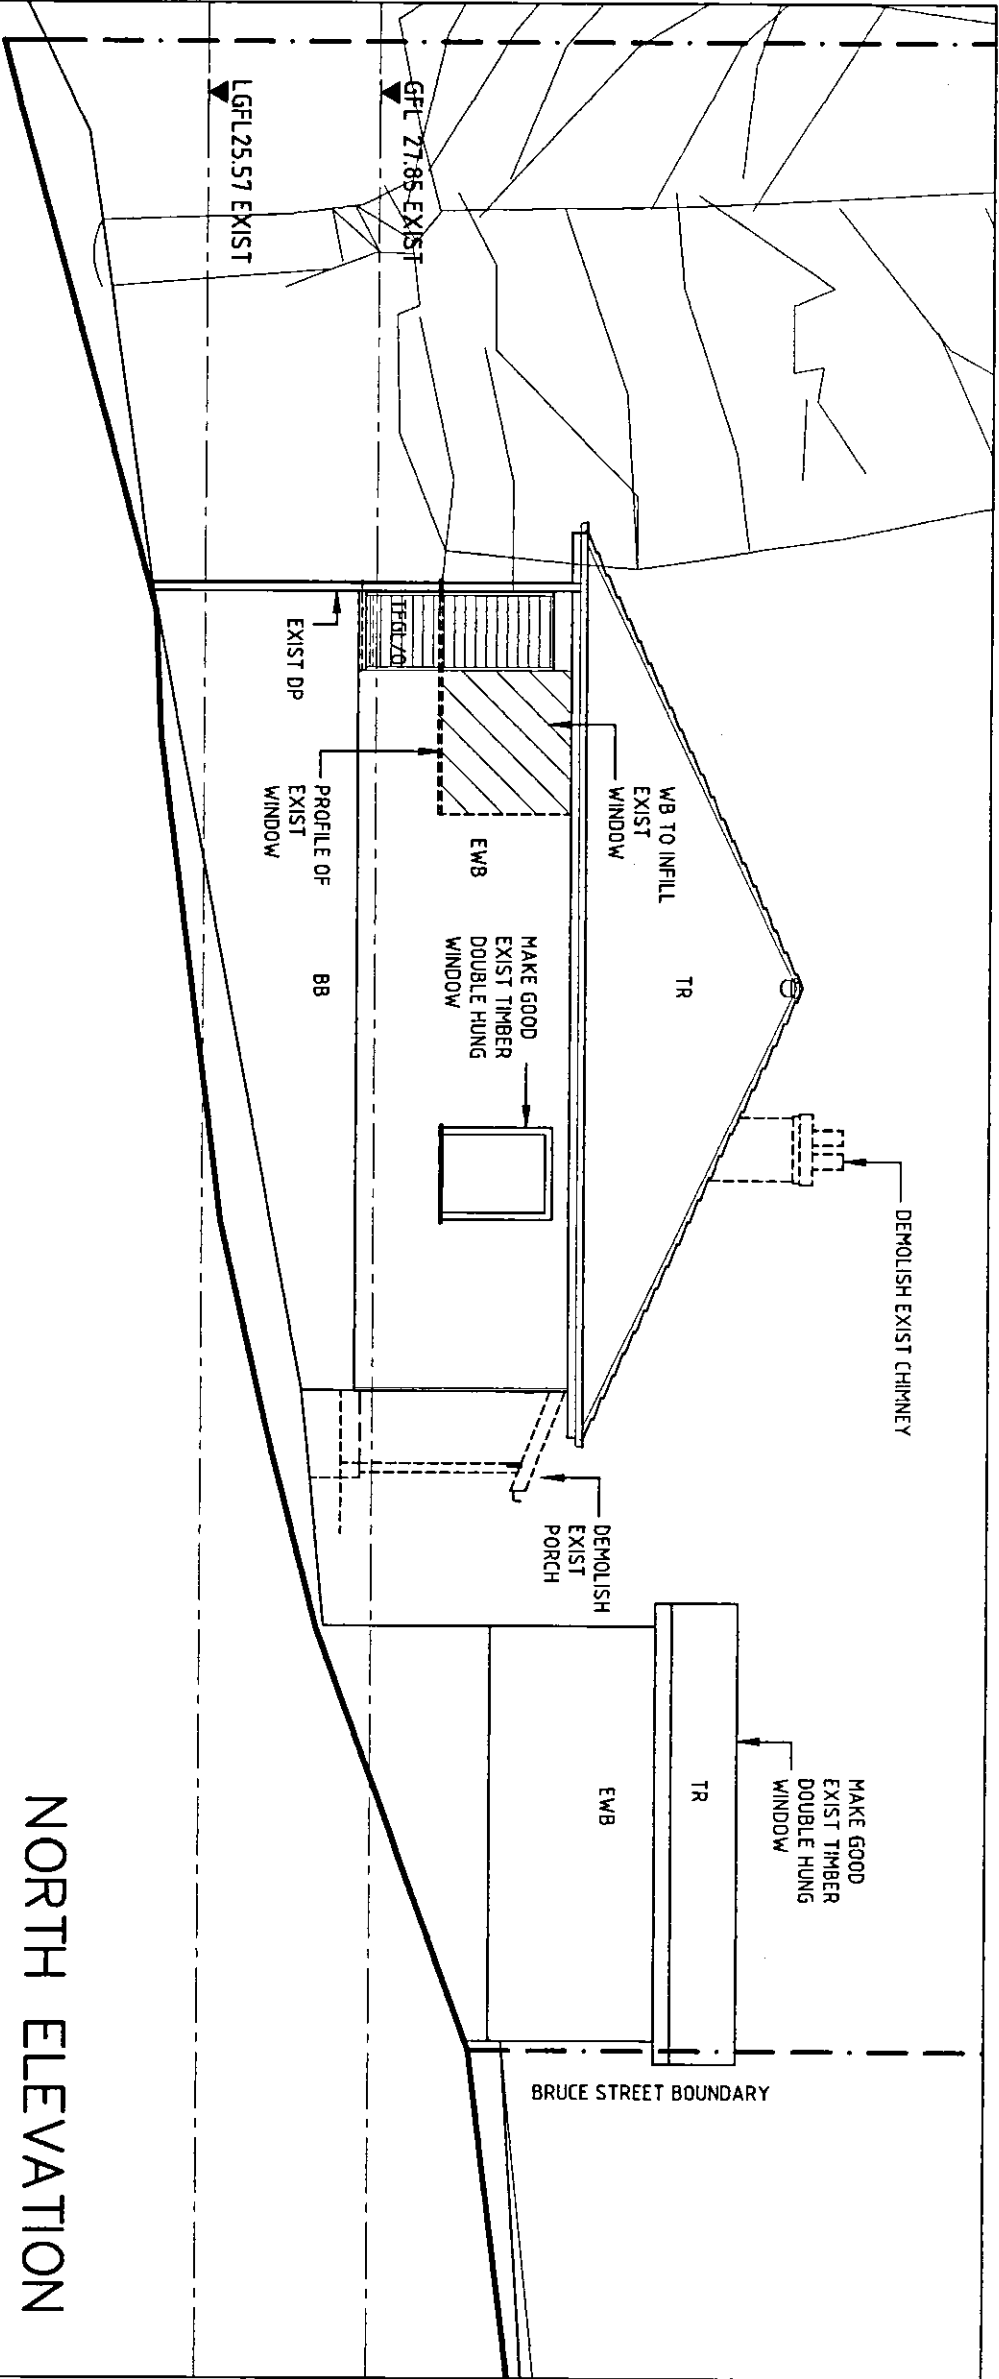 DEMOLISH EXIST CHIMNEY
MAKE GOOD
EXIST TIMBER
DOUBLE HUNG
WINDOW
WB TO INFILL
EXIST
WINDOW
TR
TR
DEMOLISH
EXIST
PORCH
EWB
BRUCE STREET BOUNDARY
MAKE GOOD
EXIST TIMBER
DOUBLE HUNG
WINDOW
EWB
GFL 27.85 EXIST
EXIST DP
PROFILE OF
EXIST
WINDOW
BB
LGFL25.57 EXIST
NORTH ELEVATION